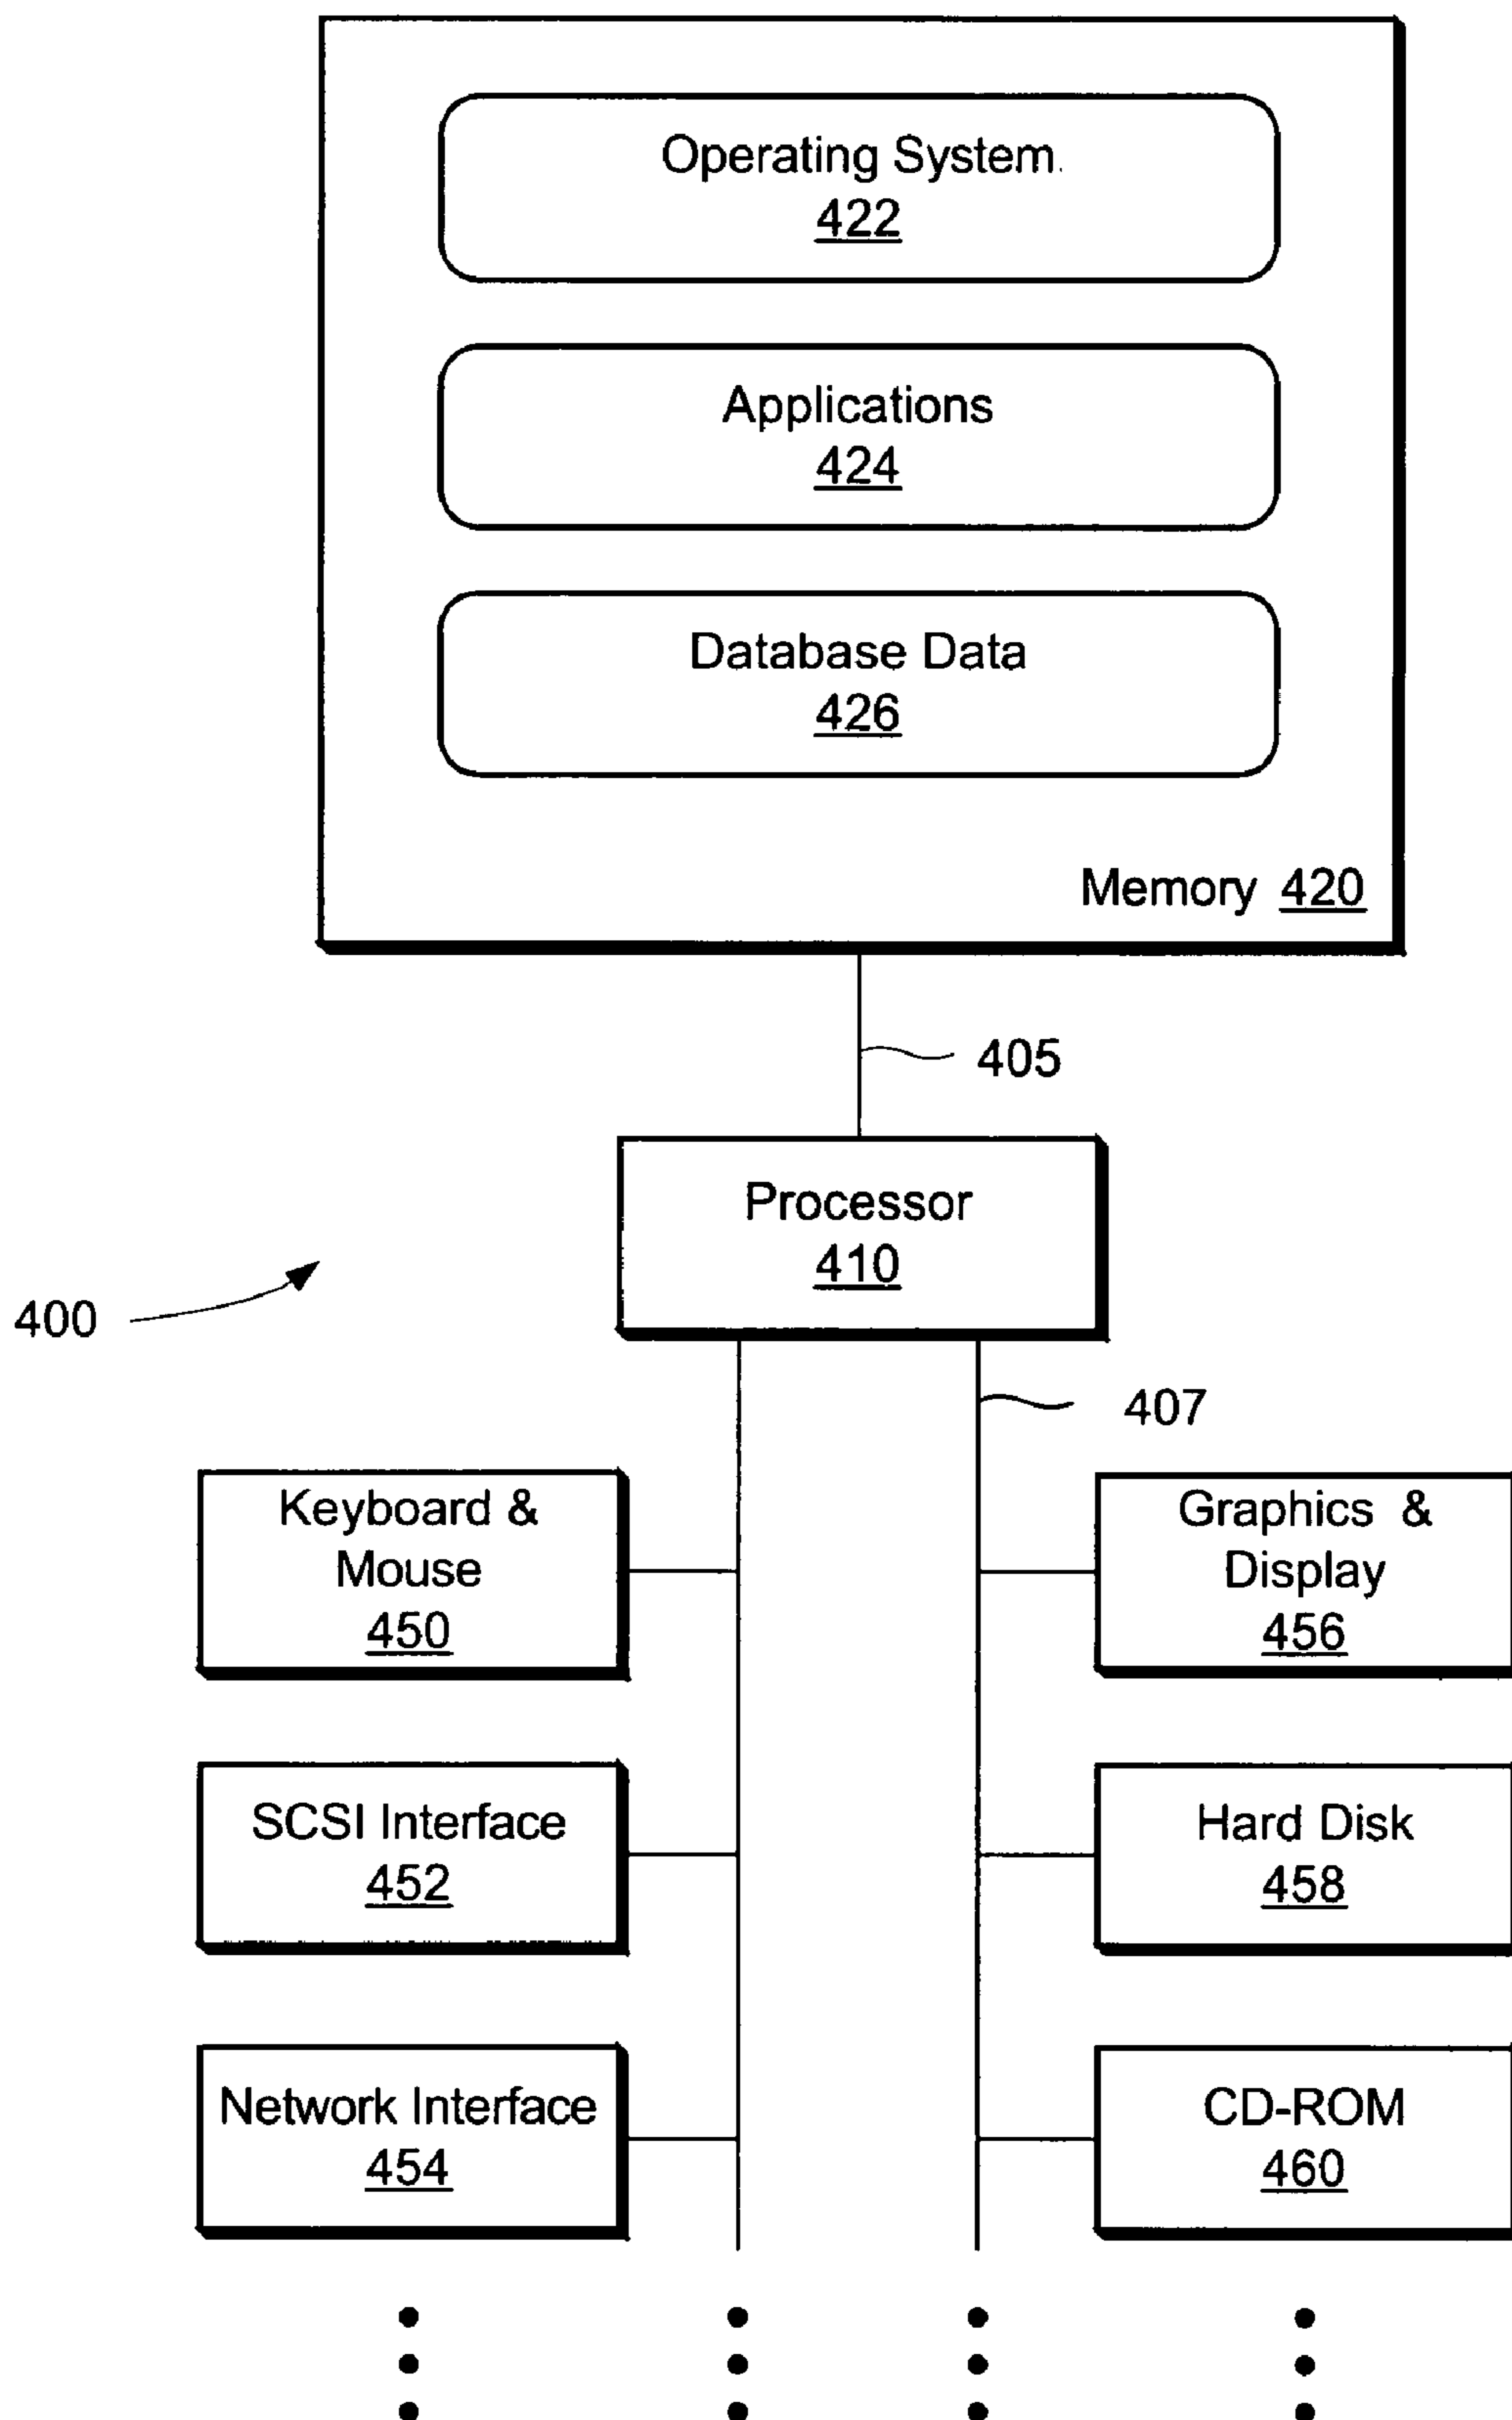 Operating System
422
Applications
424
Database Data
426
Memory 420
405
Processor
410
400
407
Keyboard &
Mouse
450
Graphics &
Display
456
SCSI Interface
452
Hard Disk
458
Network Interface
454
CD-ROM
460